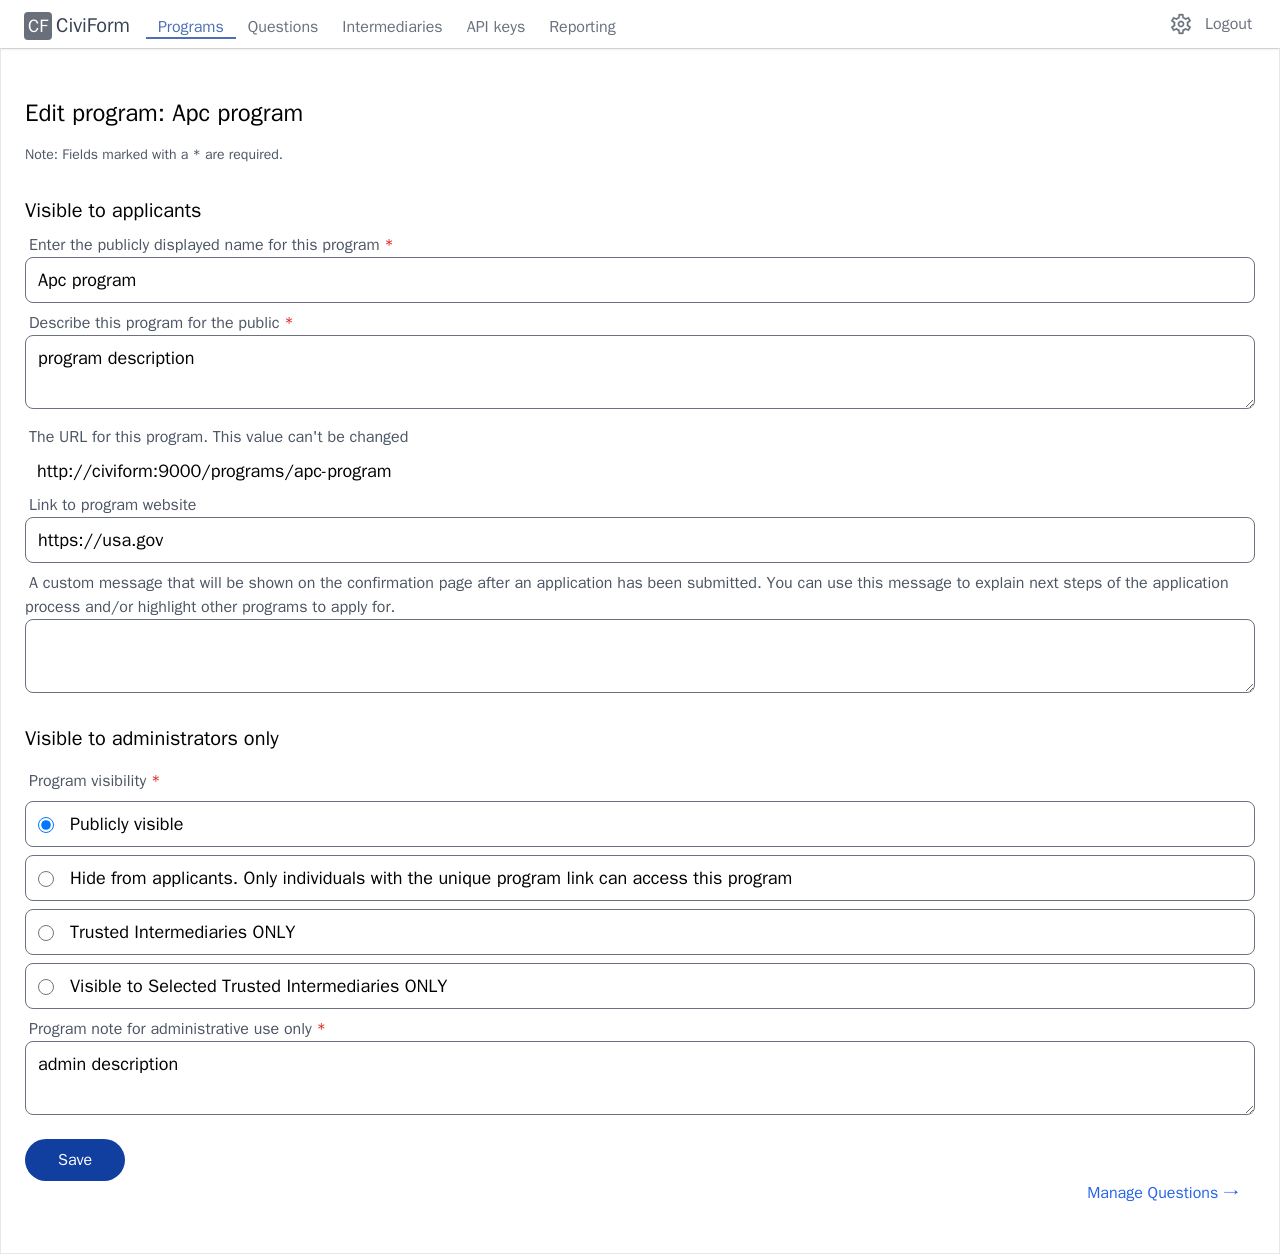 CF CiviForm Programs Questions Intermediaries API keys Reporting Logout
Edit program: Apc program
Note: Fields marked with a * are required.
Visible to applicants
Enter the publicly displayed name for this program *
Apc program
Describe this program for the public *
program description
The URL for this program. This value can't be changed
http://civiform:9000/programs/apc-program
Link to program website
https://usa.gov
A custom message that will be shown on the confirmation page after an application has been submitted. You can use this message to explain next steps of the application
process and/or highlight other programs to apply for.
Visible to administrators only
Program visibility *
Publicly visible
Hide from applicants. Only individuals with the unique program link can access this program
Trusted Intermediaries ONLY
Visible to Selected Trusted Intermediaries ONLY
Program note for administrative use only *
admin description
Save
Manage Questions →